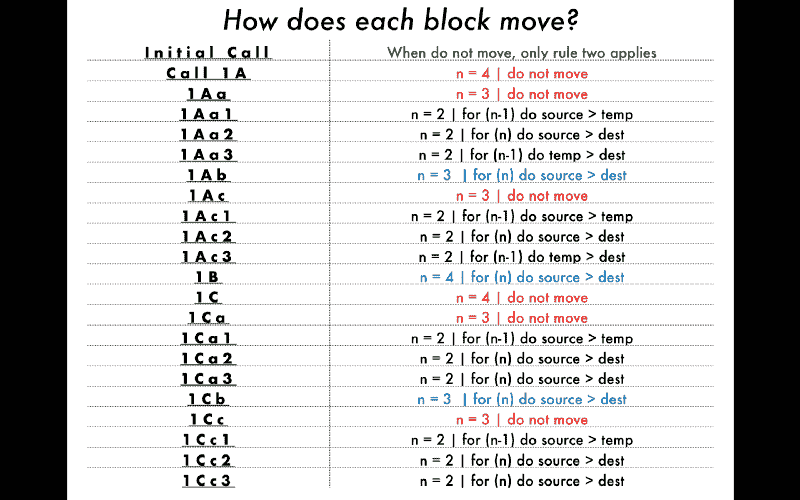 How does each block move?
Initial Call When do not move, only rule two applies
Call 1A n = 4 | do not move
1Aa n = 3 | do not move
1Aa1 n = 2 | for (n-1) do source > temp
1Aa2 n = 2 | for (n) do source > dest
1Aa3 n = 2 | for (n-1) do temp > dest
1Ab n = 3 | for (n) do source > dest
1Ac n = 3 | do not move
1Ac1 n = 2 | for (n-1) do source > temp
1Ac2 n = 2 | for (n) do source > dest
1Ac3 n = 2 | for (n-1) do temp > dest
1B n = 4 | for (n) do source > dest
1C n = 4 | do not move
1Ca n = 3 | do not move
1Ca1 n = 2 | for (n-1) do source > temp
1Ca2 n = 2 | for (n) do source > dest
1Ca3 n = 2 | for (n) do source > dest
1Cb n = 3 | for (n) do source > dest
1Cc n = 3 | do not move
1Cc1 n = 2 | for (n-1) do source > temp
1Cc2 n = 2 | for (n) do source > dest
1Cc3 n = 2 | for (n) do source > dest